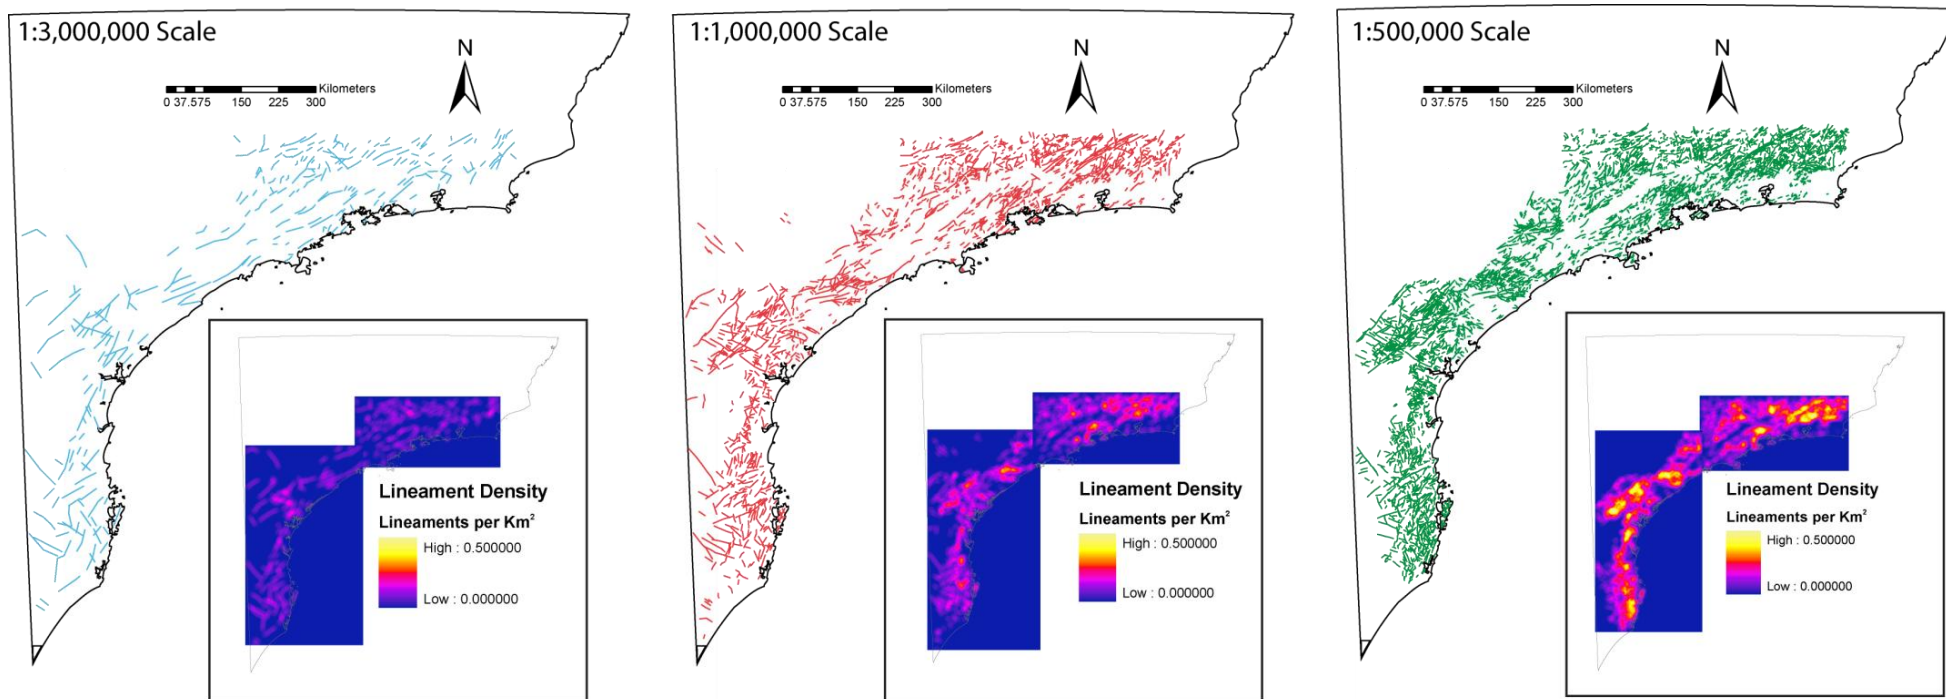 1:3,000,000 Scale
N
Kilometers
0 37.575 150 225 300
Lineament Density
Lineaments per Km²
High : 0.500000
Low : 0.000000
1:1,000,000 Scale
N
Kilometers
0 37.575 150 225 300
Lineament Density
Lineaments per Km²
High : 0.500000
Low : 0.000000
1:500,000 Scale
N
Kilometers
0 37.575 150 225 300
Lineament Density
Lineaments per Km²
High : 0.500000
Low : 0.000000